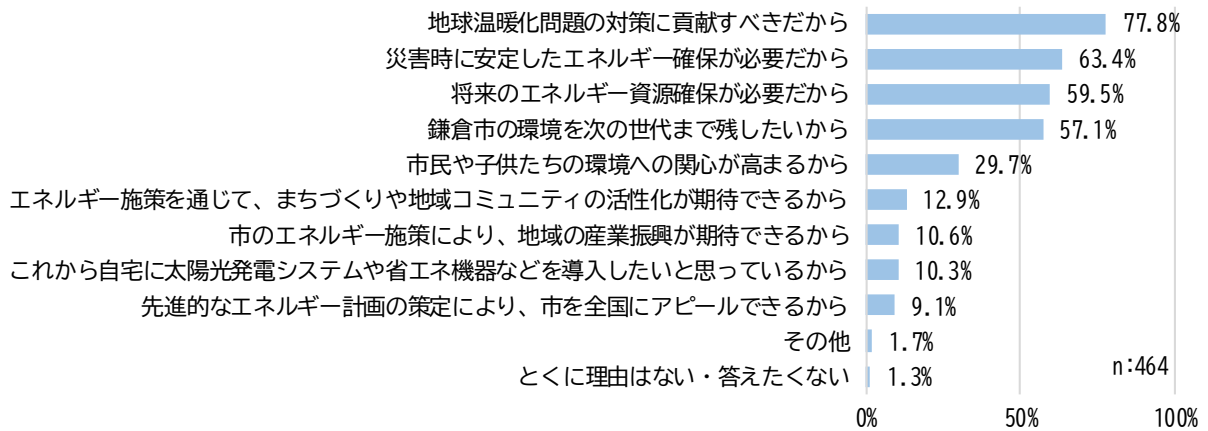 地球温暖化問題の対策に貢献すべきだから 77.8%
災害時に安定したエネルギー確保が必要だから 63.4%
将来のエネルギー資源確保が必要だから 59.5%
鎌倉市の環境を次の世代まで残したいから 57.1%
市民や子供たちの環境への関心が高まるから 29.7%
エネルギー施策を通じて、まちづくりや地域コミュニティの活性化が期待できるから 12.9%
市のエネルギー施策により、地域の産業振興が期待できるから 10.6%
これから自宅に太陽光発電システムや省エネ機器などを導入したいと思っているから 10.3%
先進的なエネルギー計画の策定により、市を全国にアピールできるから 9.1%
その他 1.7%
とくに理由はない・答えたくない 1.3%
n:464
0% 50% 100%